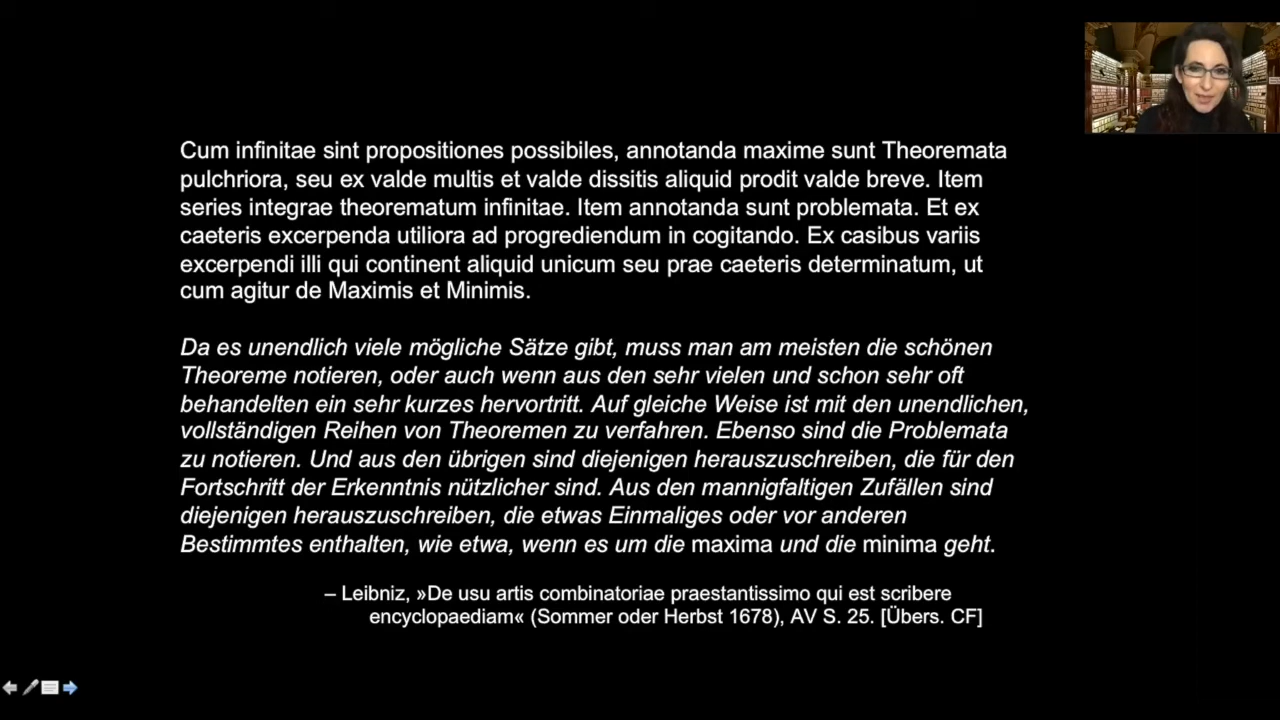 Cum infinitae sint propositiones possibiles, annotanda maxime sunt Theoremata
pulchriora, seu ex valde multis et valde dissitis aliquid prodit valde breve. Item
series integrae theorematum infinitae. Item annotanda sunt problemata. Et ex
caeteris excerpenda utiliora ad progrediendum in cogitando. Ex casibus variis
excerpendi illi qui continent aliquid unicum seu prae caeteris determinatum, ut
cum agitur de Maximis et Minimis.
Da es unendlich viele mögliche Sätze gibt, muss man am meisten die schönen
Theoreme notieren, oder auch wenn aus den sehr vielen und schon sehr oft
behandelten ein sehr kurzes hervortritt. Auf gleiche Weise ist mit den unendlichen,
vollständigen Reihen von Theoremen zu verfahren. Ebenso sind die Problemata
zu notieren. Und aus den übrigen sind diejenigen herauszuschreiben, die für den
Fortschritt der Erkenntnis nützlicher sind. Aus den mannigfaltigen Zufällen sind
diejenigen herauszuschreiben, die etwas Einmaliges oder vor anderen
Bestimmtes enthalten, wie etwa, wenn es um die maxima und die minima geht.
– Leibniz, »De usu artis combinatoriae praestantissimo qui est scribere
encyclopaediam« (Sommer oder Herbst 1678), AV S. 25. [Übers. CF]